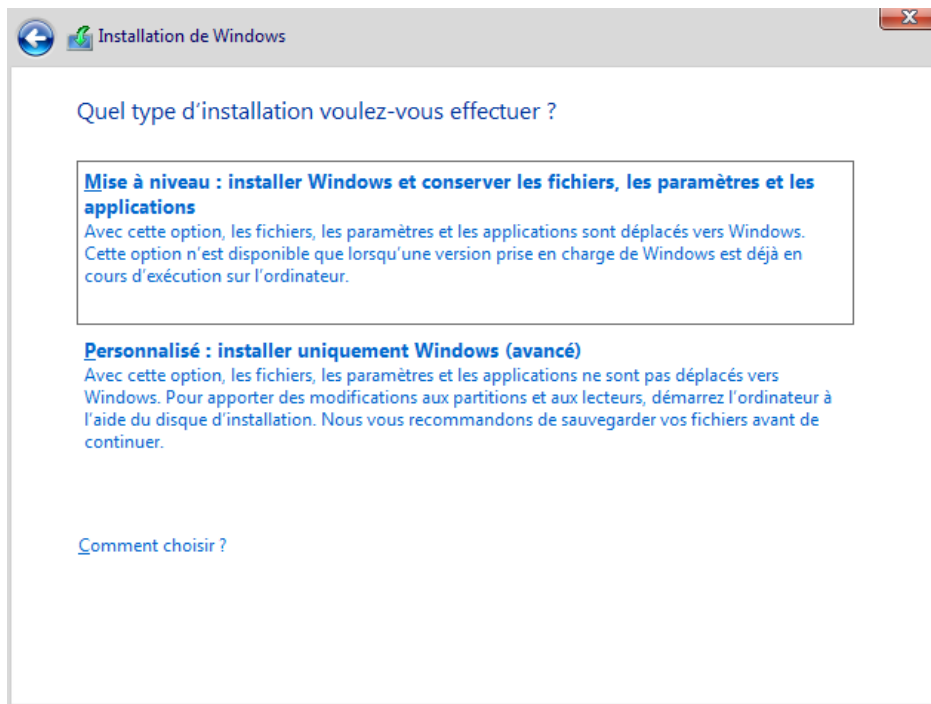 Installation de Windows
Quel type d'installation voulez-vous effectuer ?
Mise à niveau : installer Windows et conserver les fichiers, les paramètres et les
applications
Avec cette option, les fichiers, les paramètres et les applications sont déplacés vers Windows.
Cette option n'est disponible que lorsqu'une version prise en charge de Windows est déjà en
cours d'exécution sur l'ordinateur.
Personnalisé : installer uniquement Windows (avancé)
Avec cette option, les fichiers, les paramètres et les applications ne sont pas déplacés vers
Windows. Pour apporter des modifications aux partitions et aux lecteurs, démarrez l'ordinateur à
l'aide du disque d'installation. Nous vous recommandons de sauvegarder vos fichiers avant de
continuer.
Comment choisir ?